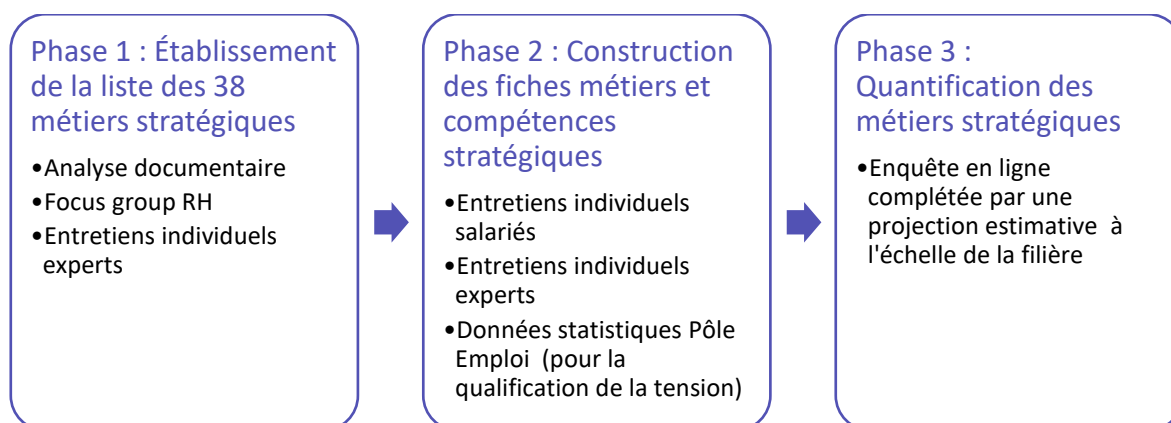 Phase 1 : Établissement
de la liste des 38
métiers stratégiques
•Analyse documentaire
•Focus group RH
•Entretiens individuels
experts
Phase 2 : Construction
des fiches métiers et
compétences
stratégiques
•Entretiens individuels
salariés
•Entretiens individuels
experts
•Données statistiques Pôle
Emploi (pour la
qualification de la tension)
Phase 3 :
Quantification des
métiers stratégiques
•Enquête en ligne
complétée par une
projection estimative à
l'échelle de la filière